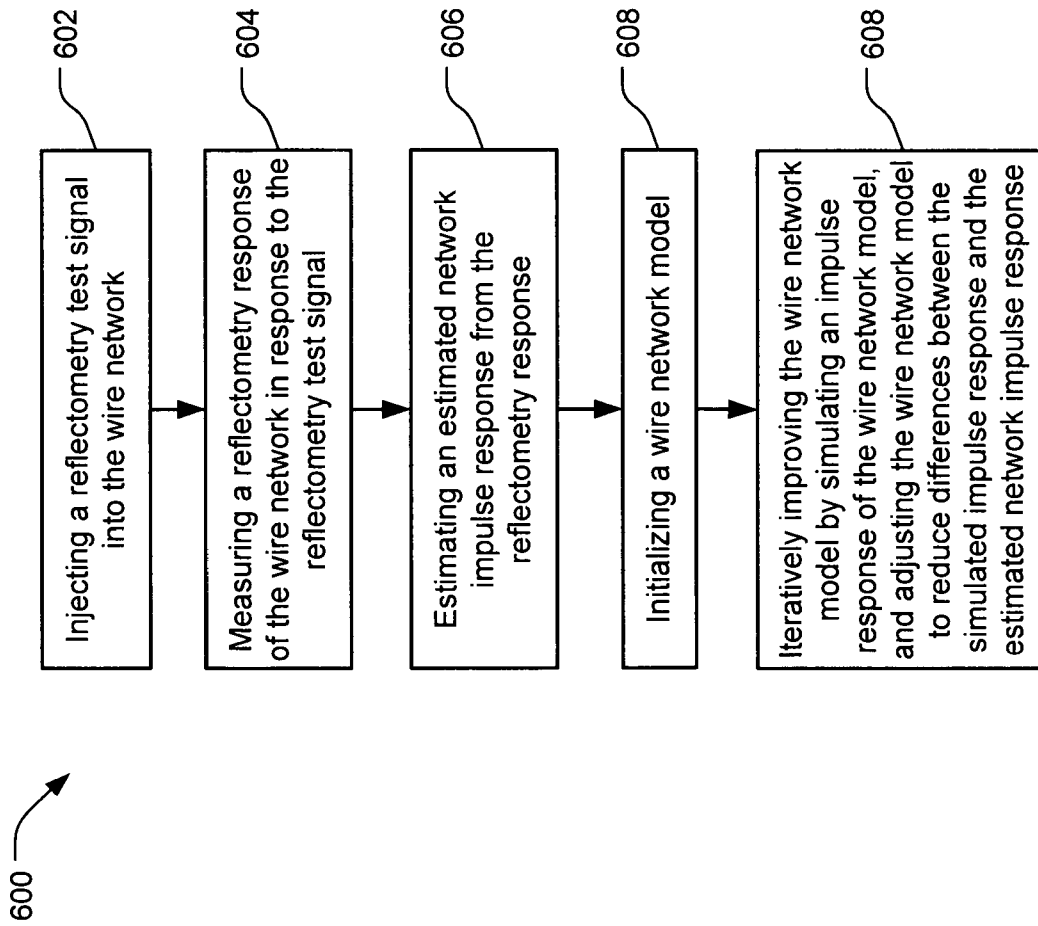 600
Injecting a reflectometry test signal
into the wire network
602
Measuring a reflectometry response
of the wire network in response to the
reflectometry test signal
604
Estimating an estimated network
impulse response from the
reflectometry response
606
Initializing a wire network model
608
Iteratively improving the wire network
model by simulating an impulse
response of the wire network model,
and adjusting the wire network model
to reduce differences between the
simulated impulse response and the
estimated network impulse response
608